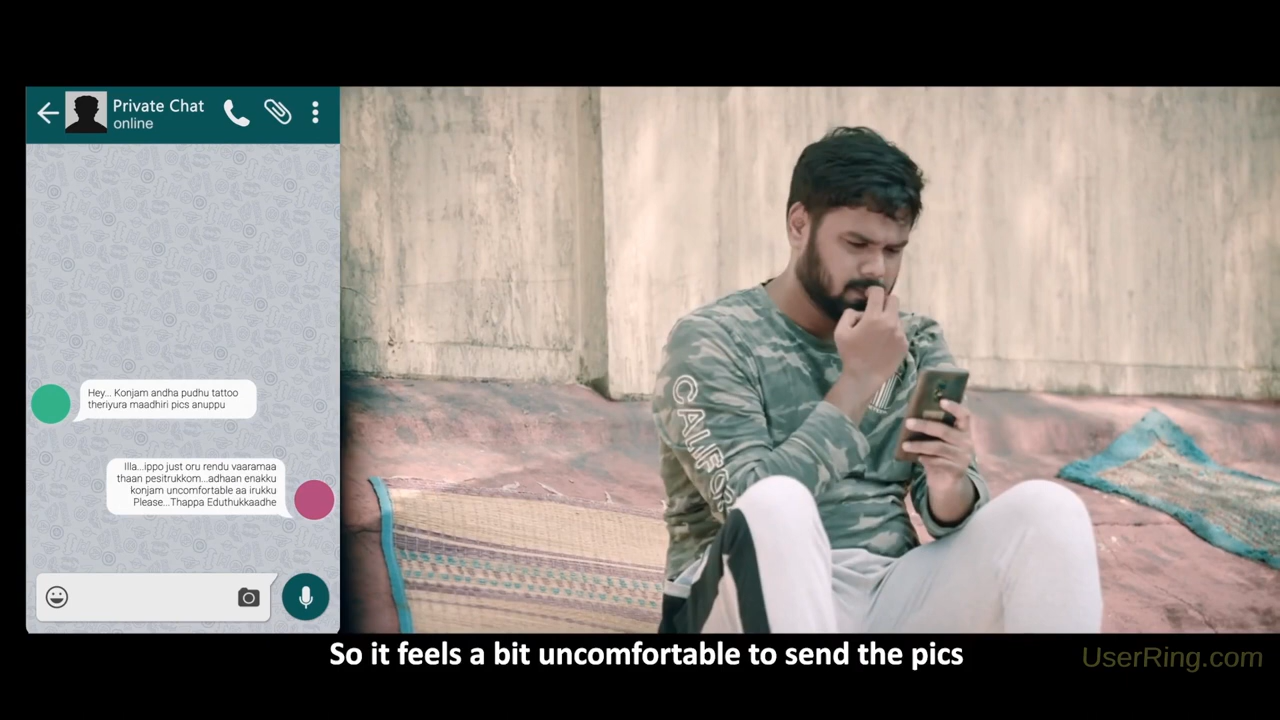 Private Chat
online
Hey... Konjam andha pudhu tattoo
theriyura maadhiri pics anuppu
Illa...ippo just oru rendu vaaramaa
thaan pesitrukkom...adhaan enakku
konjam uncomfortable aa irukku
Please...Thappa Eduthukkaadhe
CALIFOR
So it feels a bit uncomfortable to send the pics
UserRing.com